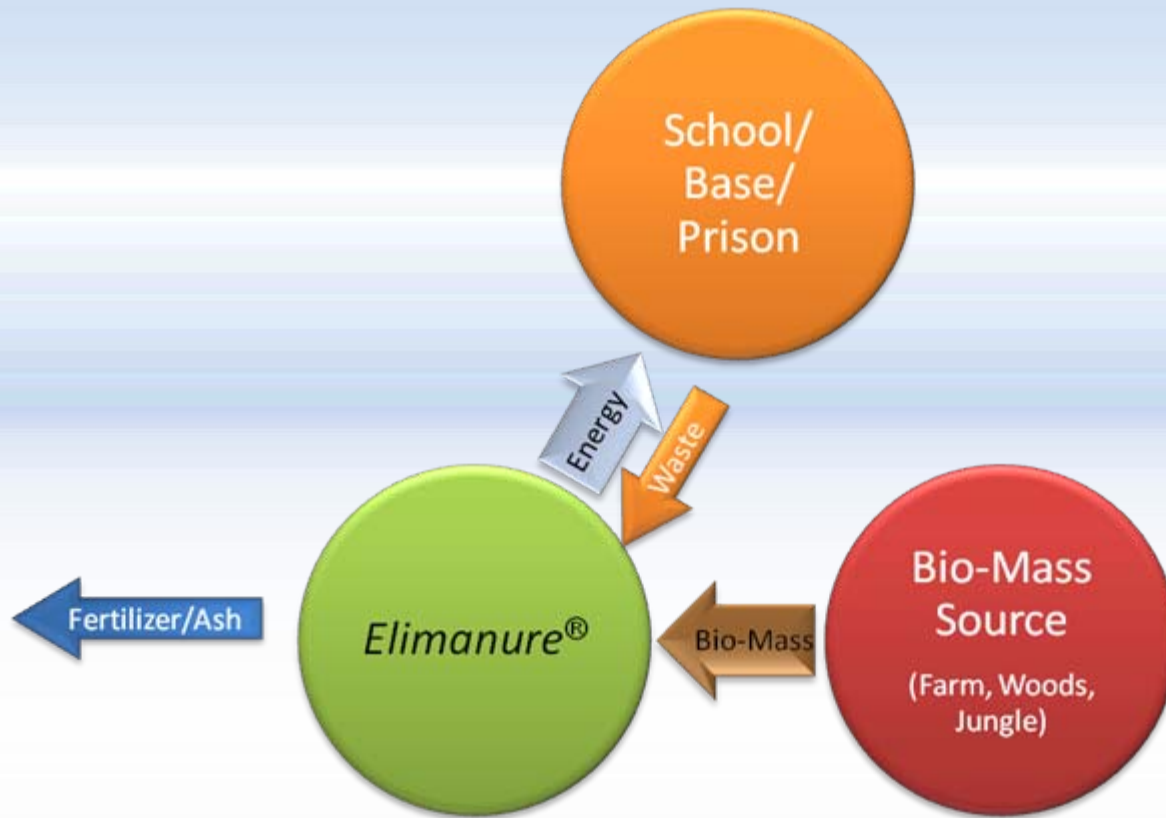 School/
Base/
Prison
Energy
Waste
Fertilizer/Ash
Elimanure®
Bio-Mass
Bio-Mass
Source
(Farm, Woods,
Jungle)